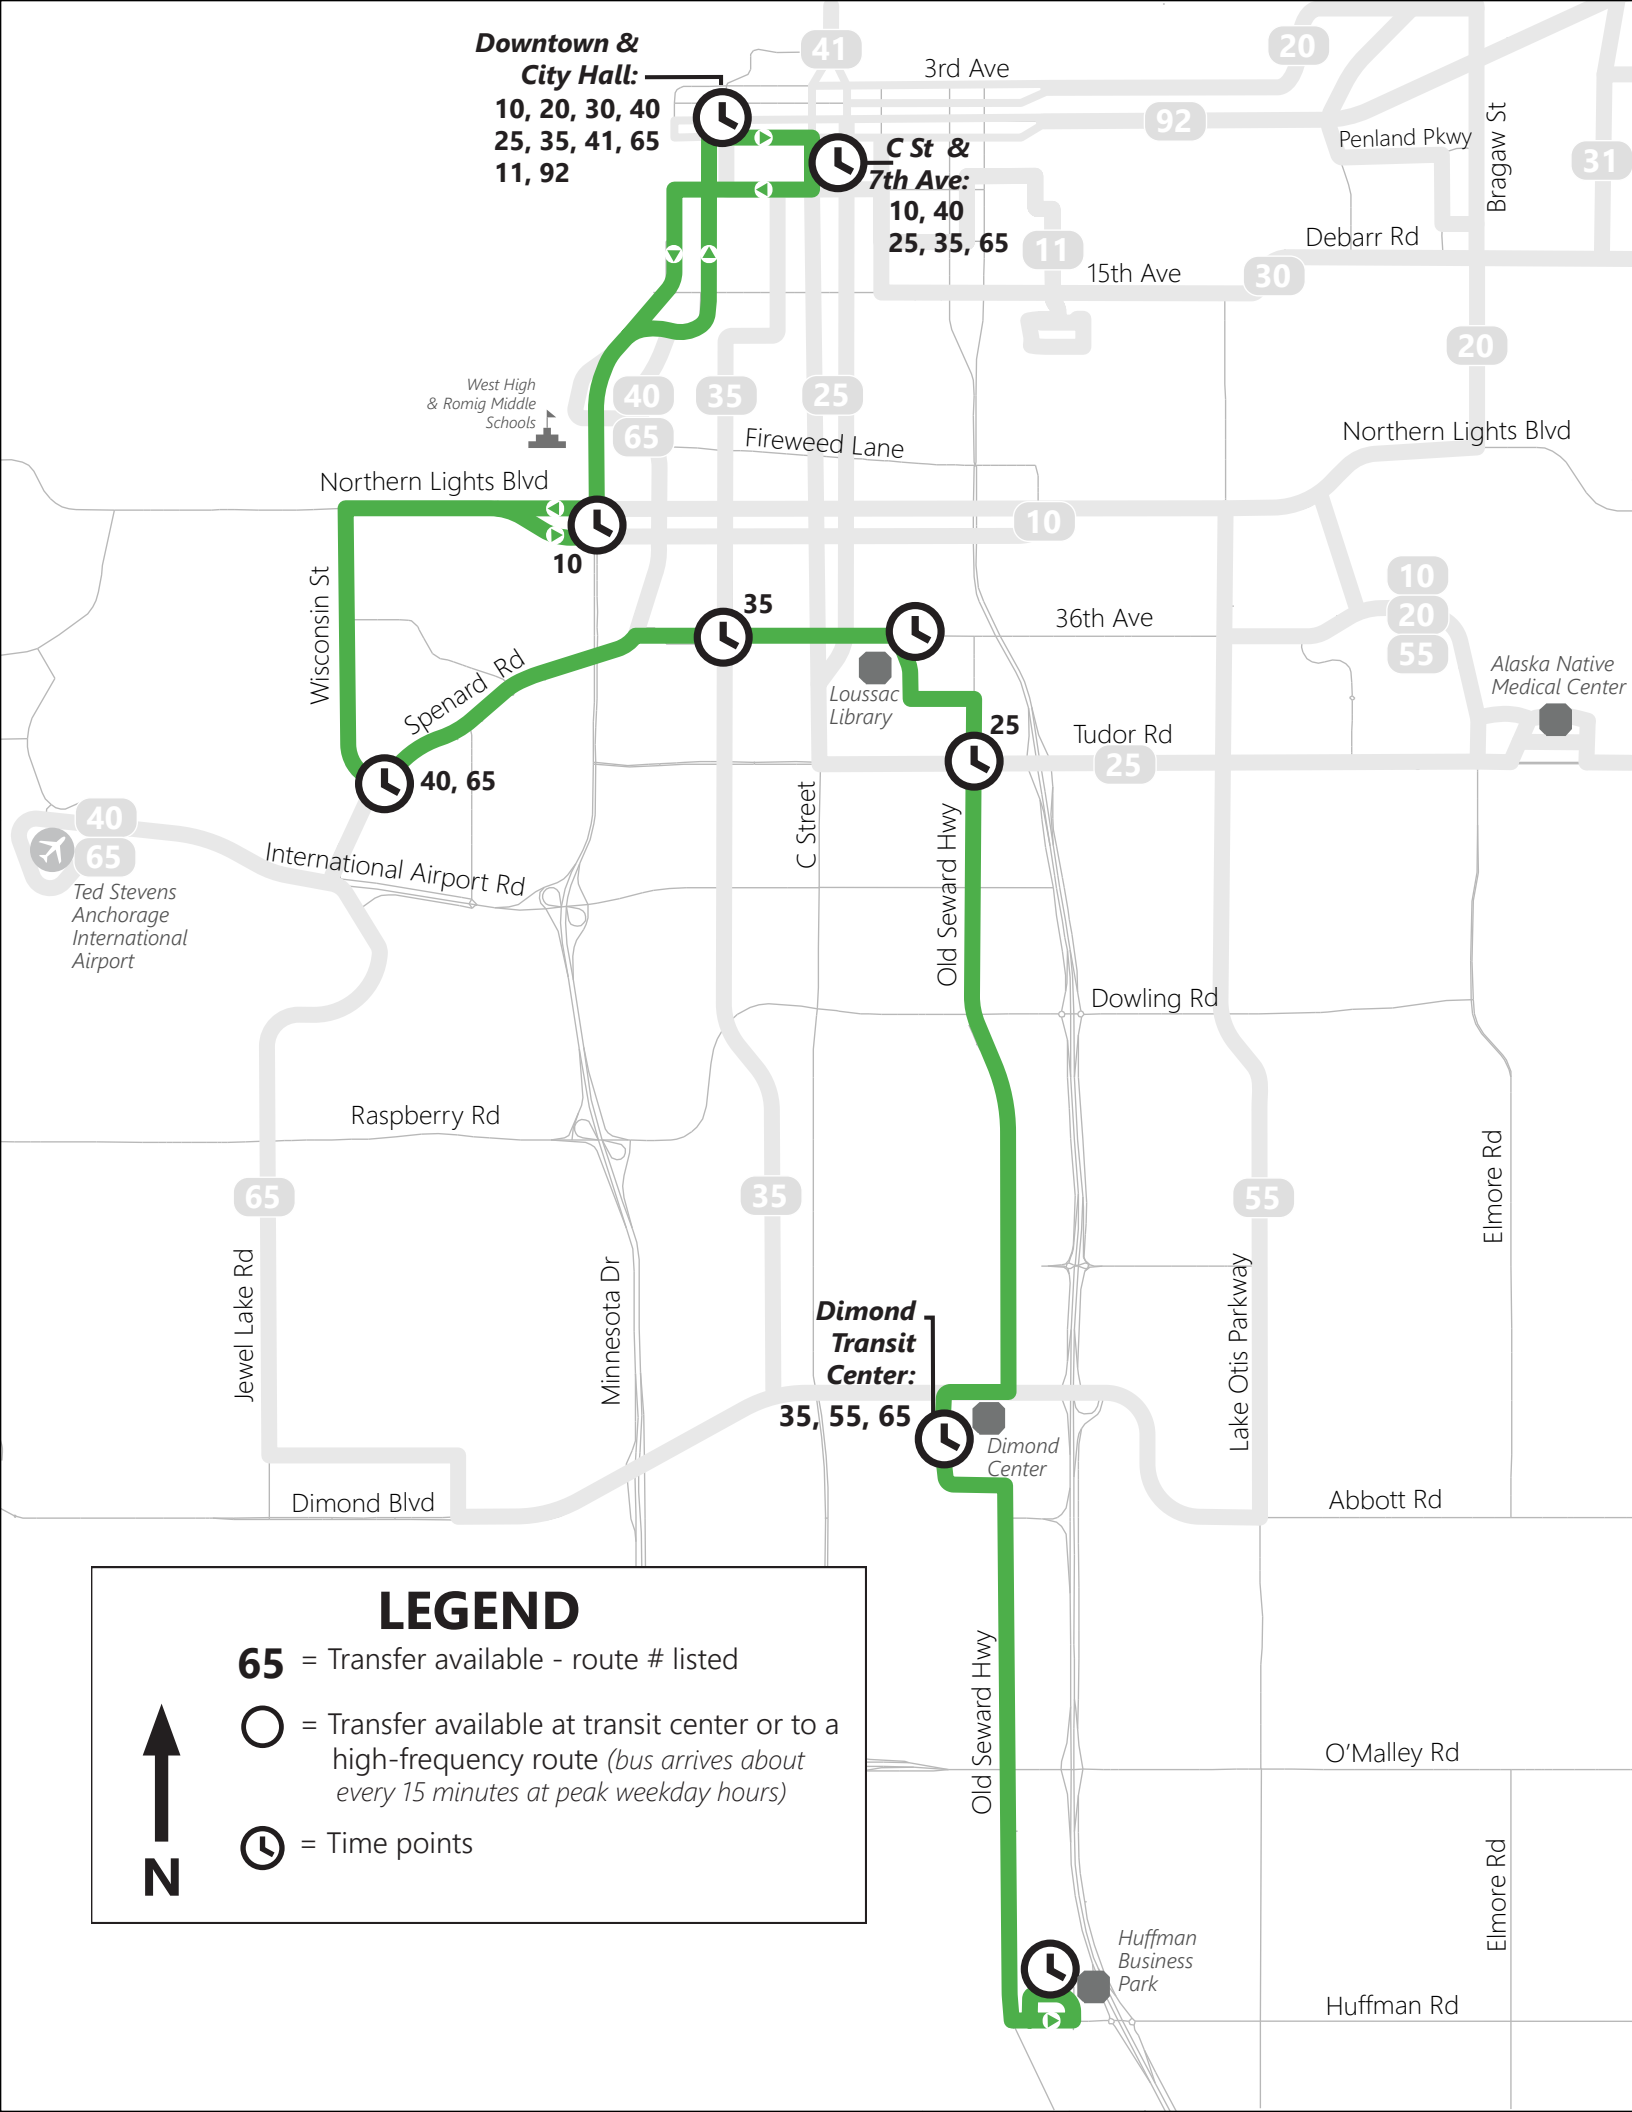 Downtown &
City Hall:
10, 20, 30, 40
25, 35, 41, 65
11, 92
41
3rd Ave
20
92
Penland Pkwy
Bragaw St
31
C St &
7th Ave:
10, 40
25, 35, 65
11
Debarr Rd
15th Ave
30
20
West High
& Romig Middle
Schools
40
65
35
25
Fireweed Lane
Northern Lights Blvd
Northern Lights Blvd
10
10
Wisconsin St
35
36th Ave
10
20
55
Spenard Rd
Loussac
Library
25
Tudor Rd
25
Alaska Native
Medical Center
40, 65
40
65
Ted Stevens
Anchorage
International
Airport
International Airport Rd
C Street
Old Seward Hwy
Dowling Rd
Raspberry Rd
65
35
55
Elmore Rd
Jewel Lake Rd
Minnesota Dr
Lake Otis Parkway
Dimond
Transit
Center:
35, 55, 65
Dimond
Center
Dimond Blvd
Abbott Rd
LEGEND
65 = Transfer available - route # listed
= Transfer available at transit center or to a
high-frequency route (bus arrives about
every 15 minutes at peak weekday hours)
= Time points
N
Old Seward Hwy
O'Malley Rd
Elmore Rd
Huffman
Business
Park
Huffman Rd